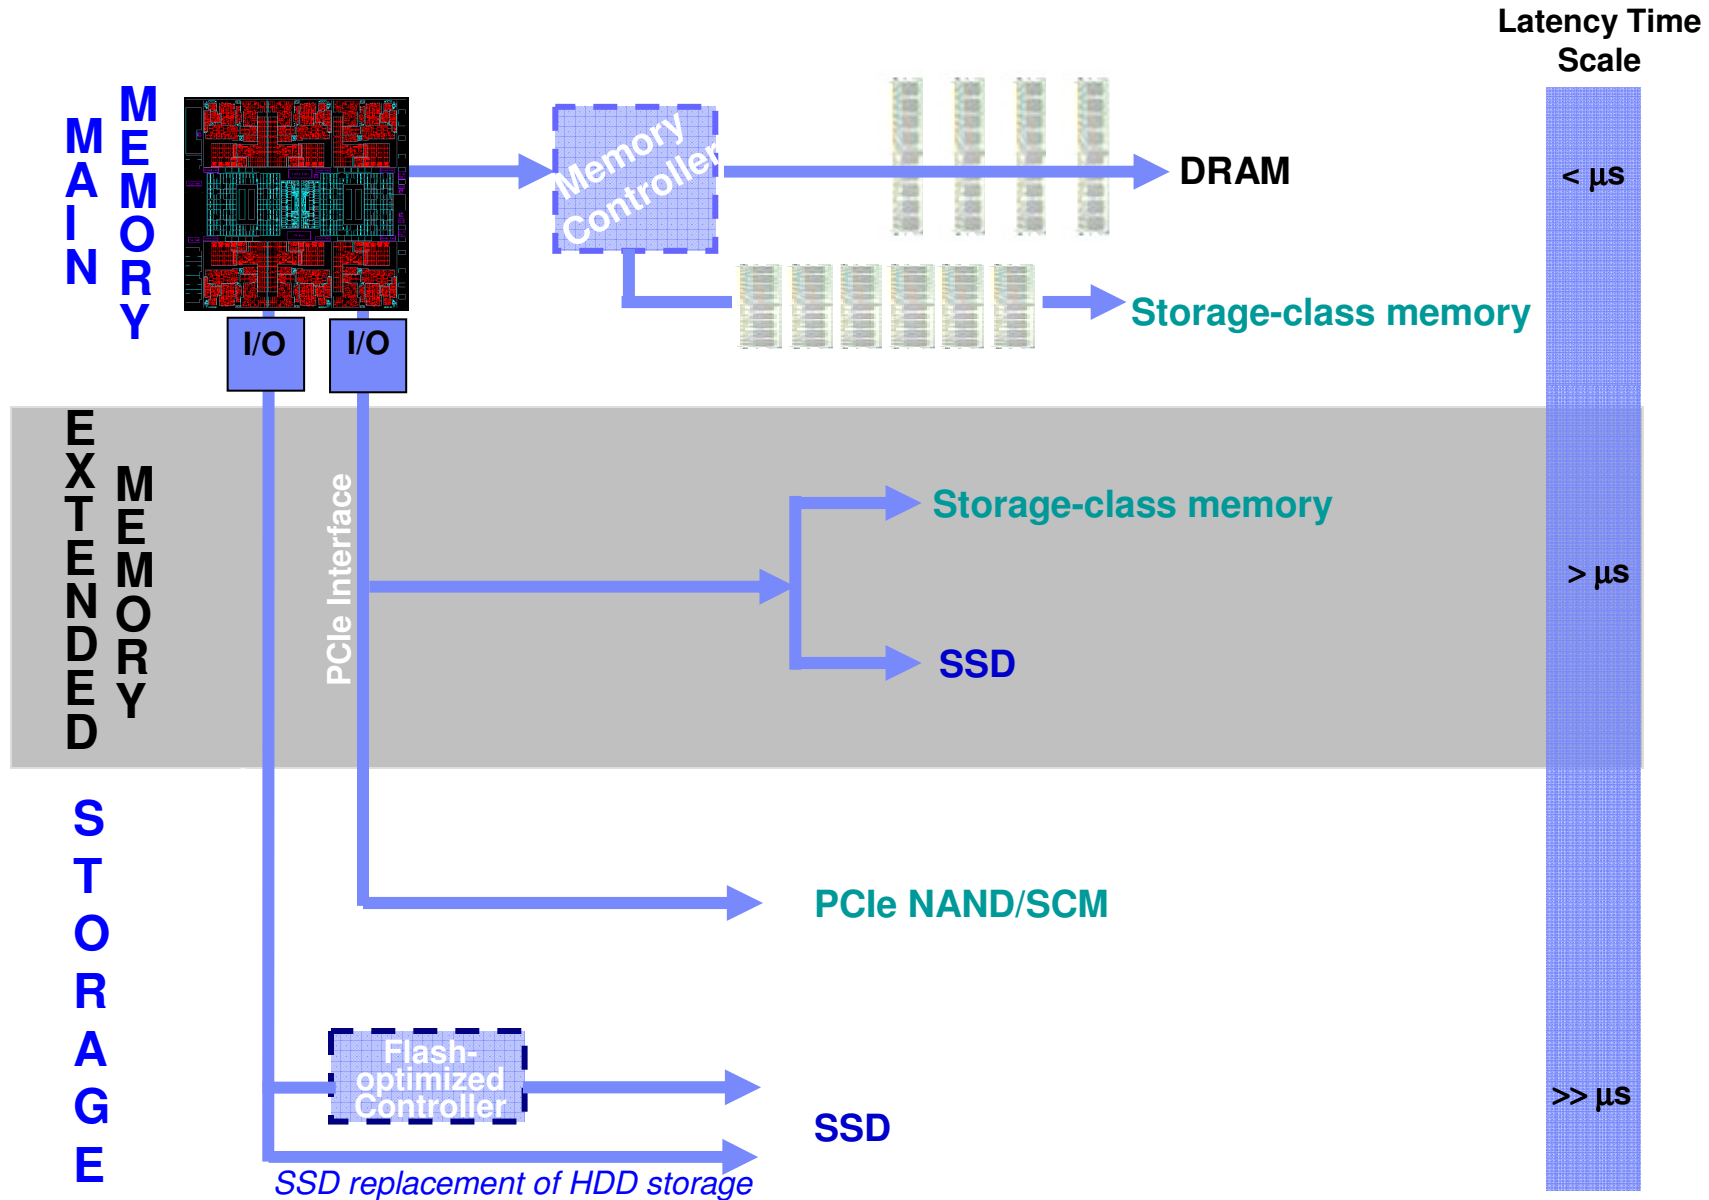 Latency Time
Scale
MAIN
MEMORY
Memory
Controller
DRAM
< μs
Storage-class memory
I/O
I/O
EXTENDED
MEMORY
PCIe Interface
Storage-class memory
> μs
SSD
STORAGE
PCIe NAND/SCM
Flash-
optimized
Controller
>> μs
SSD
SSD replacement of HDD storage